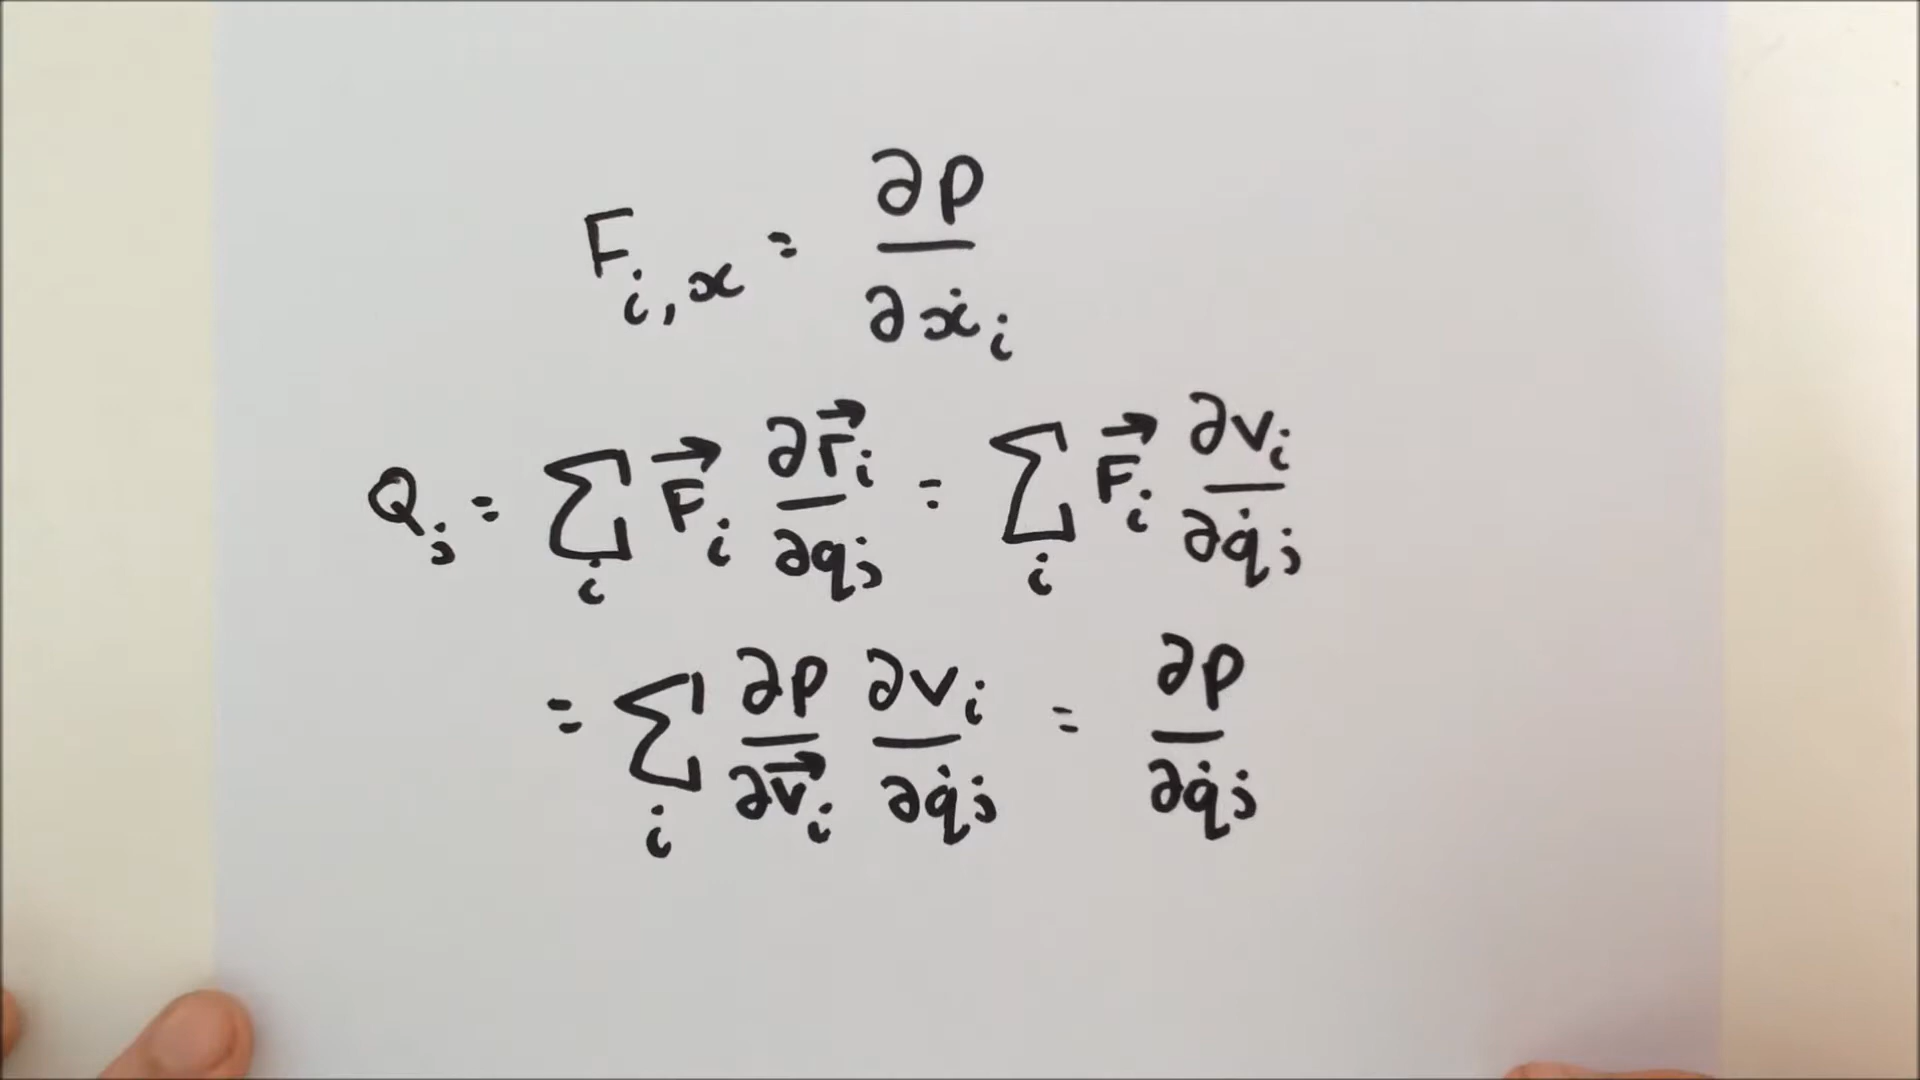 F_{i,x} = ∂P/∂ẋ_i
Q_j = Σ_i F⃗_i ∂r⃗_i/∂q_j = Σ_i F⃗_i ∂v_i/∂q̇_j
= Σ_i ∂P/∂v⃗_i ∂v_i/∂q̇_j = ∂P/∂q̇_j